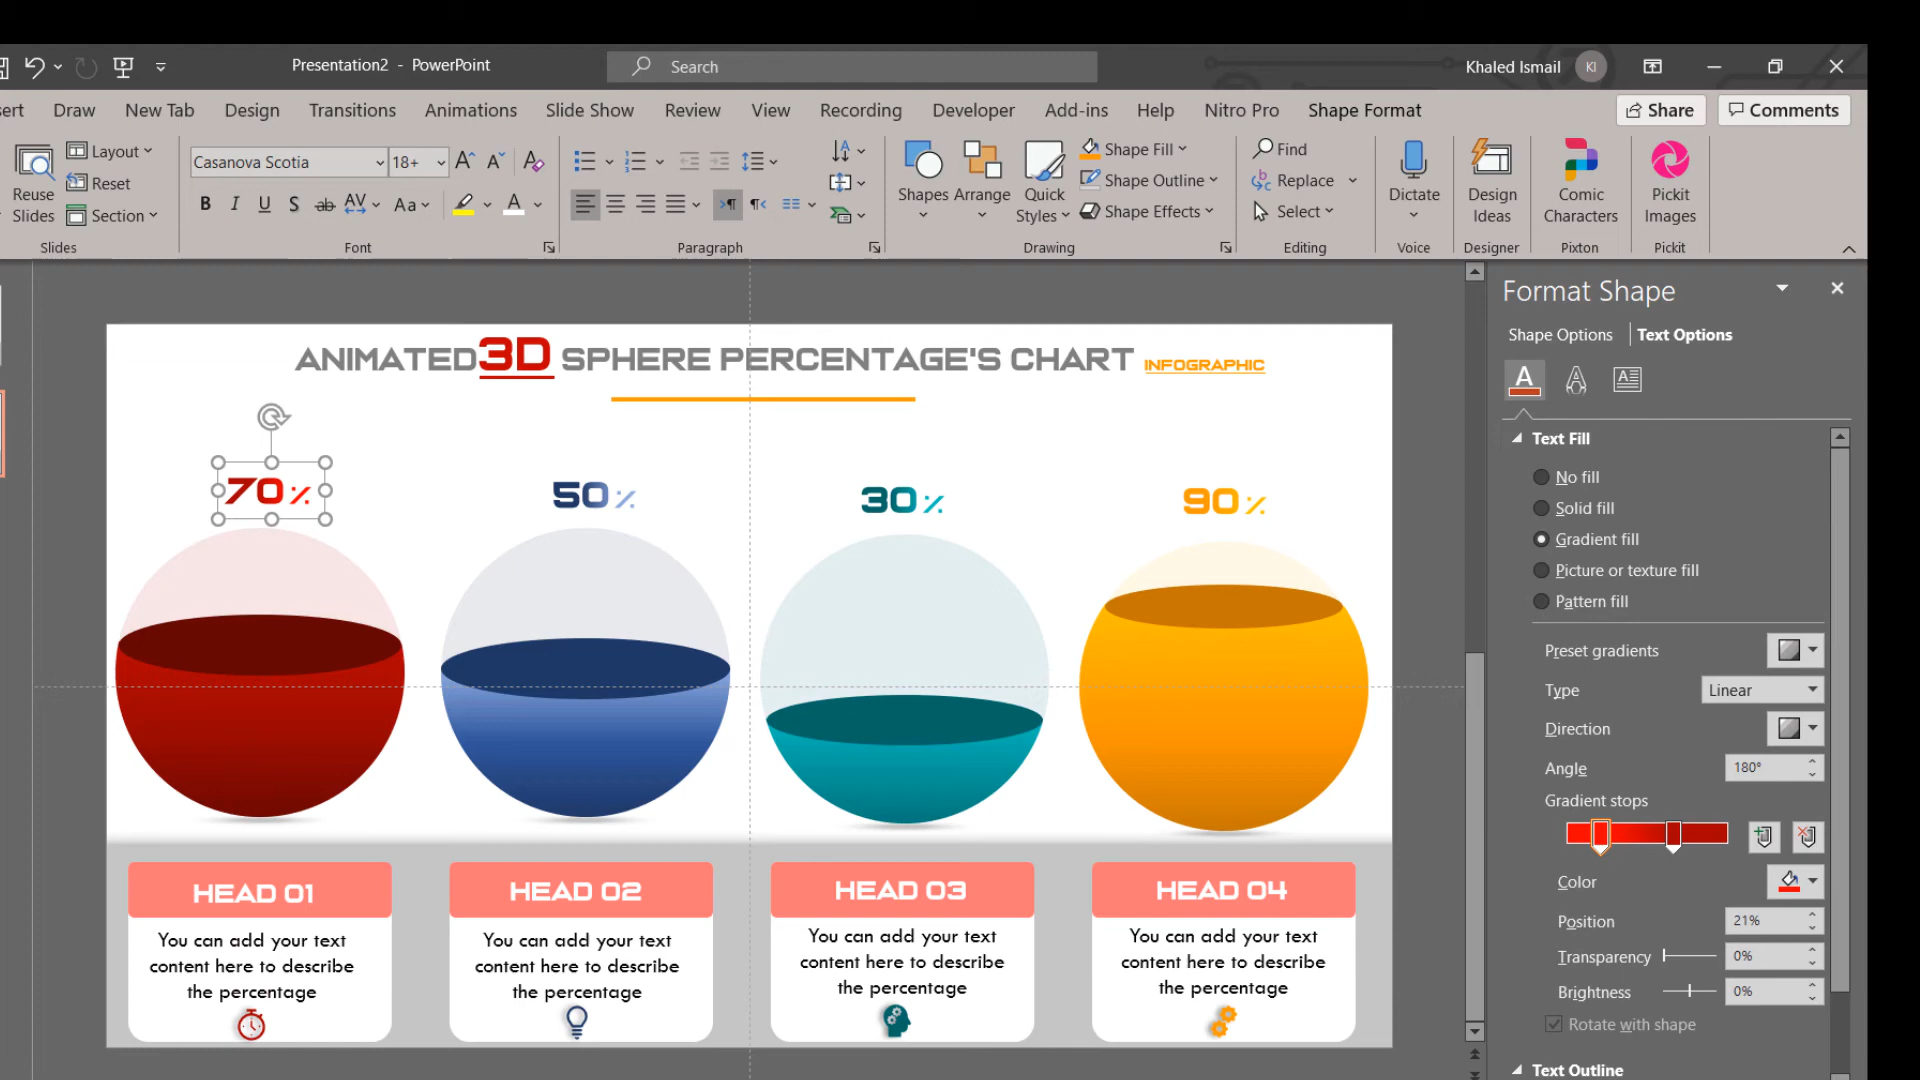 Presentation2 - PowerPoint
Search
Khaled Ismail
KI
Draw New Tab Design Transitions Animations Slide Show Review View Recording Developer Add-ins Help Nitro Pro Shape Format Share Comments
Reuse Slides
Layout
Reset
Section
Slides
Casanova Scotia
18+
B I U S ab AV Aa A
Font
Paragraph
Shapes
Arrange
Quick Styles
Shape Fill
Shape Outline
Shape Effects
Drawing
Find
Replace
Select
Editing
Dictate
Voice
Design Ideas
Designer
Comic Characters
Pixton
Pickit Images
Pickit
ANIMATED3D SPHERE PERCENTAGE'S CHART INFOGRAPHIC
70%
50%
30%
90%
HEAD 01
You can add your text
content here to describe
the percentage
HEAD 02
You can add your text
content here to describe
the percentage
HEAD 03
You can add your text
content here to describe
the percentage
HEAD 04
You can add your text
content here to describe
the percentage
Format Shape
Shape Options Text Options
Text Fill
No fill
Solid fill
Gradient fill
Picture or texture fill
Pattern fill
Preset gradients
Type Linear
Direction
Angle 180°
Gradient stops
Color
Position 21%
Transparency 0%
Brightness 0%
Rotate with shape
Text Outline